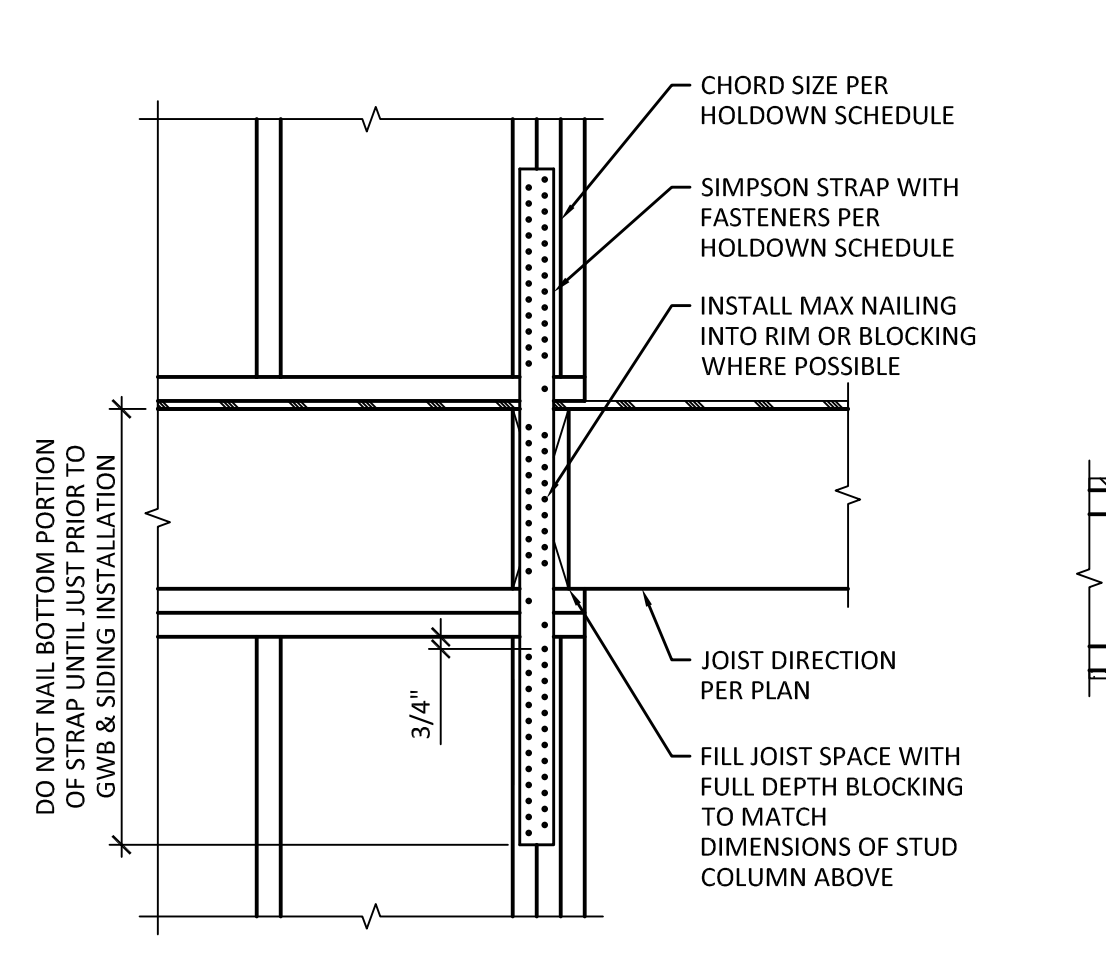 CHORD SIZE PER
HOLDOWN SCHEDULE
SIMPSON STRAP WITH
FASTENERS PER
HOLDOWN SCHEDULE
INSTALL MAX NAILING
INTO RIM OR BLOCKING
WHERE POSSIBLE
DO NOT NAIL BOTTOM PORTION
OF STRAP UNTIL JUST PRIOR TO
GWB & SIDING INSTALLATION
3/4"
JOIST DIRECTION
PER PLAN
FILL JOIST SPACE WITH
FULL DEPTH BLOCKING
TO MATCH
DIMENSIONS OF STUD
COLUMN ABOVE